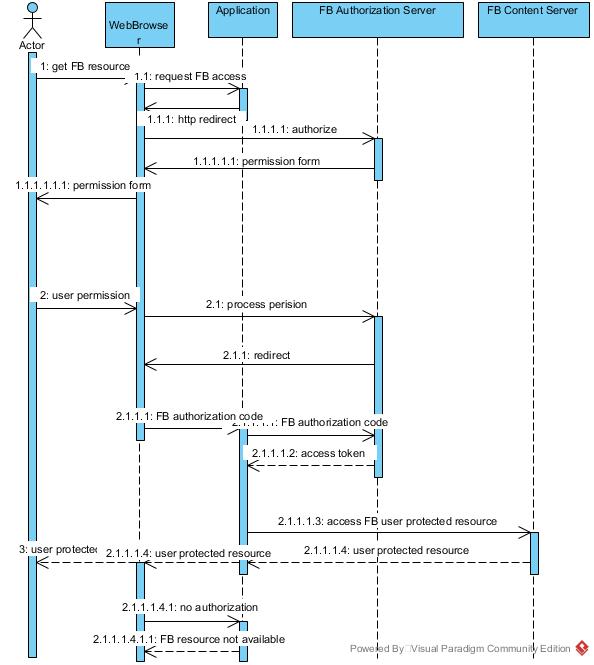 Application
FB Authorization Server
FB Content Server
WebBrowse
r
Actor
1: get FB resource
1.1: request FB access
1.1.1: http redirect
1.1.1.1: authorize
1.1.1.1.1: permission form
1.1.1.1.1.1: permission form
2: user permission
2.1: process perision
2.1.1: redirect
2.1.1.1: FB authorization code
FB authorization code
2.1.1.1.2: access token
2.1.1.1.3: access FB user protected resource
3: user protected
2.1.1.1.4: user protected resource
2.1.1.1.4: user protected resource
2.1.1.1.4.1: no authorization
2.1.1.1.4.1.1: FB resource not available
Powered By Visual Paradigm Community Edition